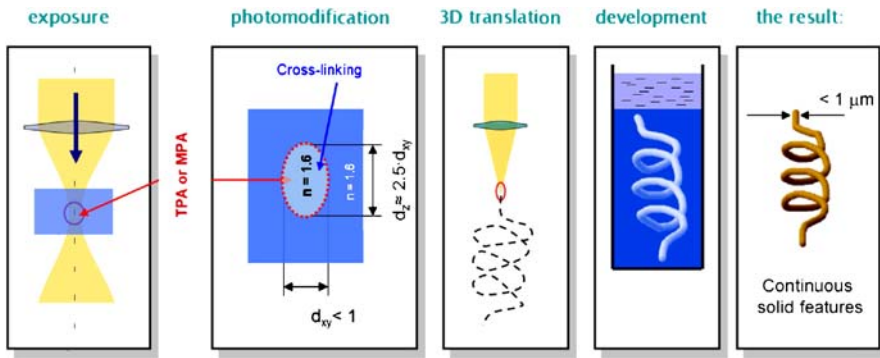 exposure
photomodification
3D translation
development
the result:
TPA or MPA
Cross-linking
n = 1.6
n = 1.6
dz ≈ 2.5·dxy
dxy< 1
< 1 μm
Continuous
solid features